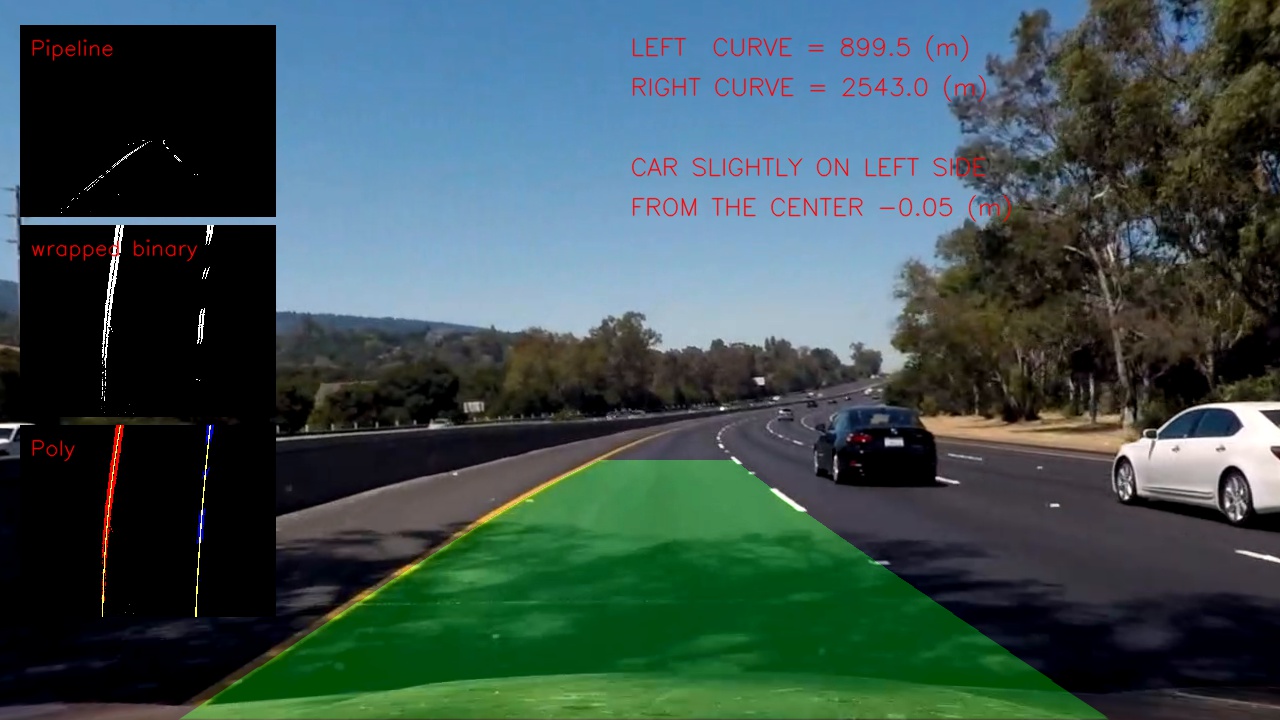 Pipeline
wrapped binary
Poly
LEFT  CURVE = 899.5 (m)
RIGHT CURVE = 2543.0 (m)
CAR SLIGHTLY ON LEFT SIDE
FROM THE CENTER -0.05 (m)